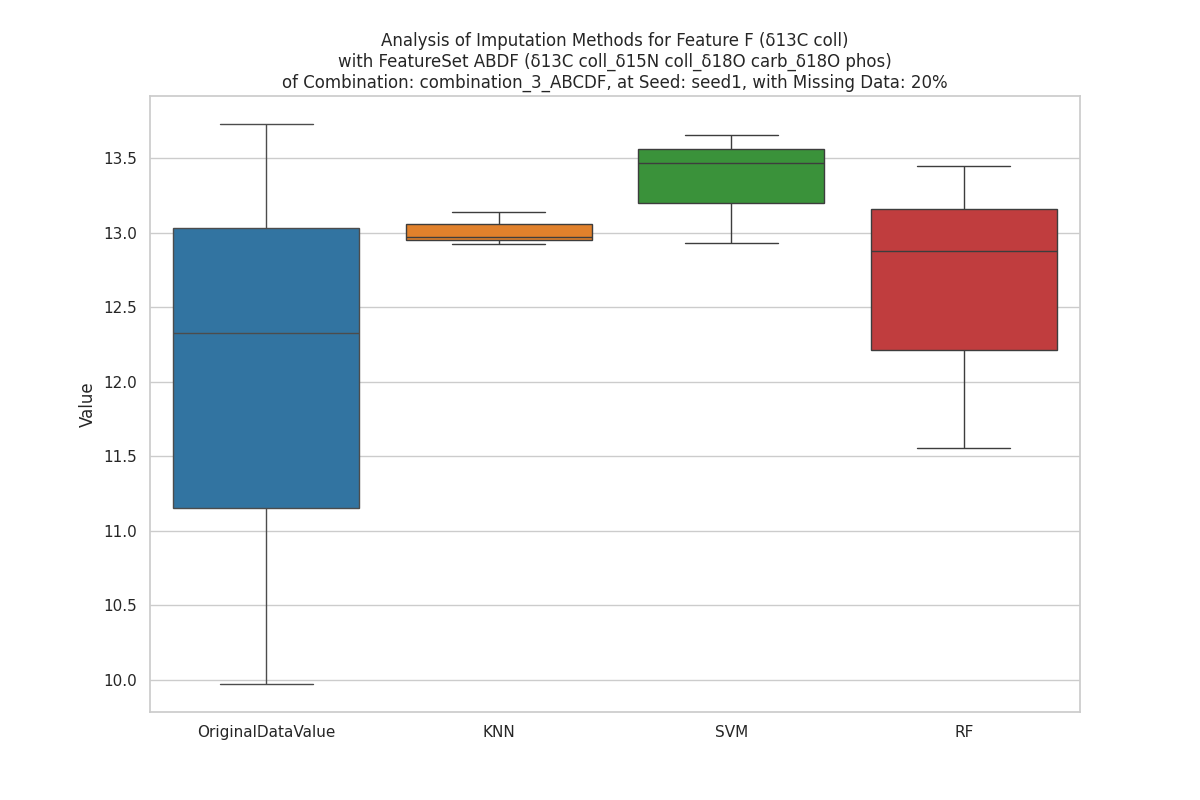 Analysis of Imputation Methods for Feature F (δ13C coll)
with FeatureSet ABDF (δ13C coll_δ15N coll_δ18O carb_δ18O phos)
of Combination: combination_3_ABCDF, at Seed: seed1, with Missing Data: 20%
13.5
13.0
12.5
12.0
11.5
11.0
10.5
10.0
Value
OriginalDataValue
KNN
SVM
RF